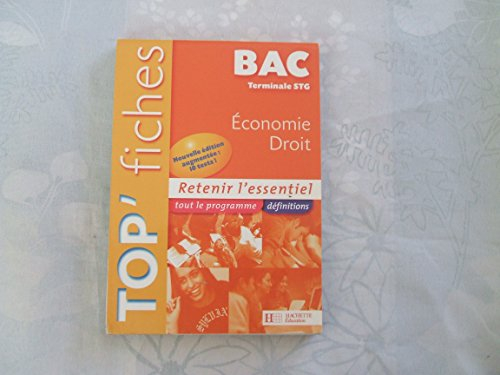 TOP' fiches
BAC
Terminale STG
Économie
Droit
Nouvelle édition
augmentée :
10 tests !
Retenir l'essentiel
tout le programme définitions
H HACHETTE
Éducation